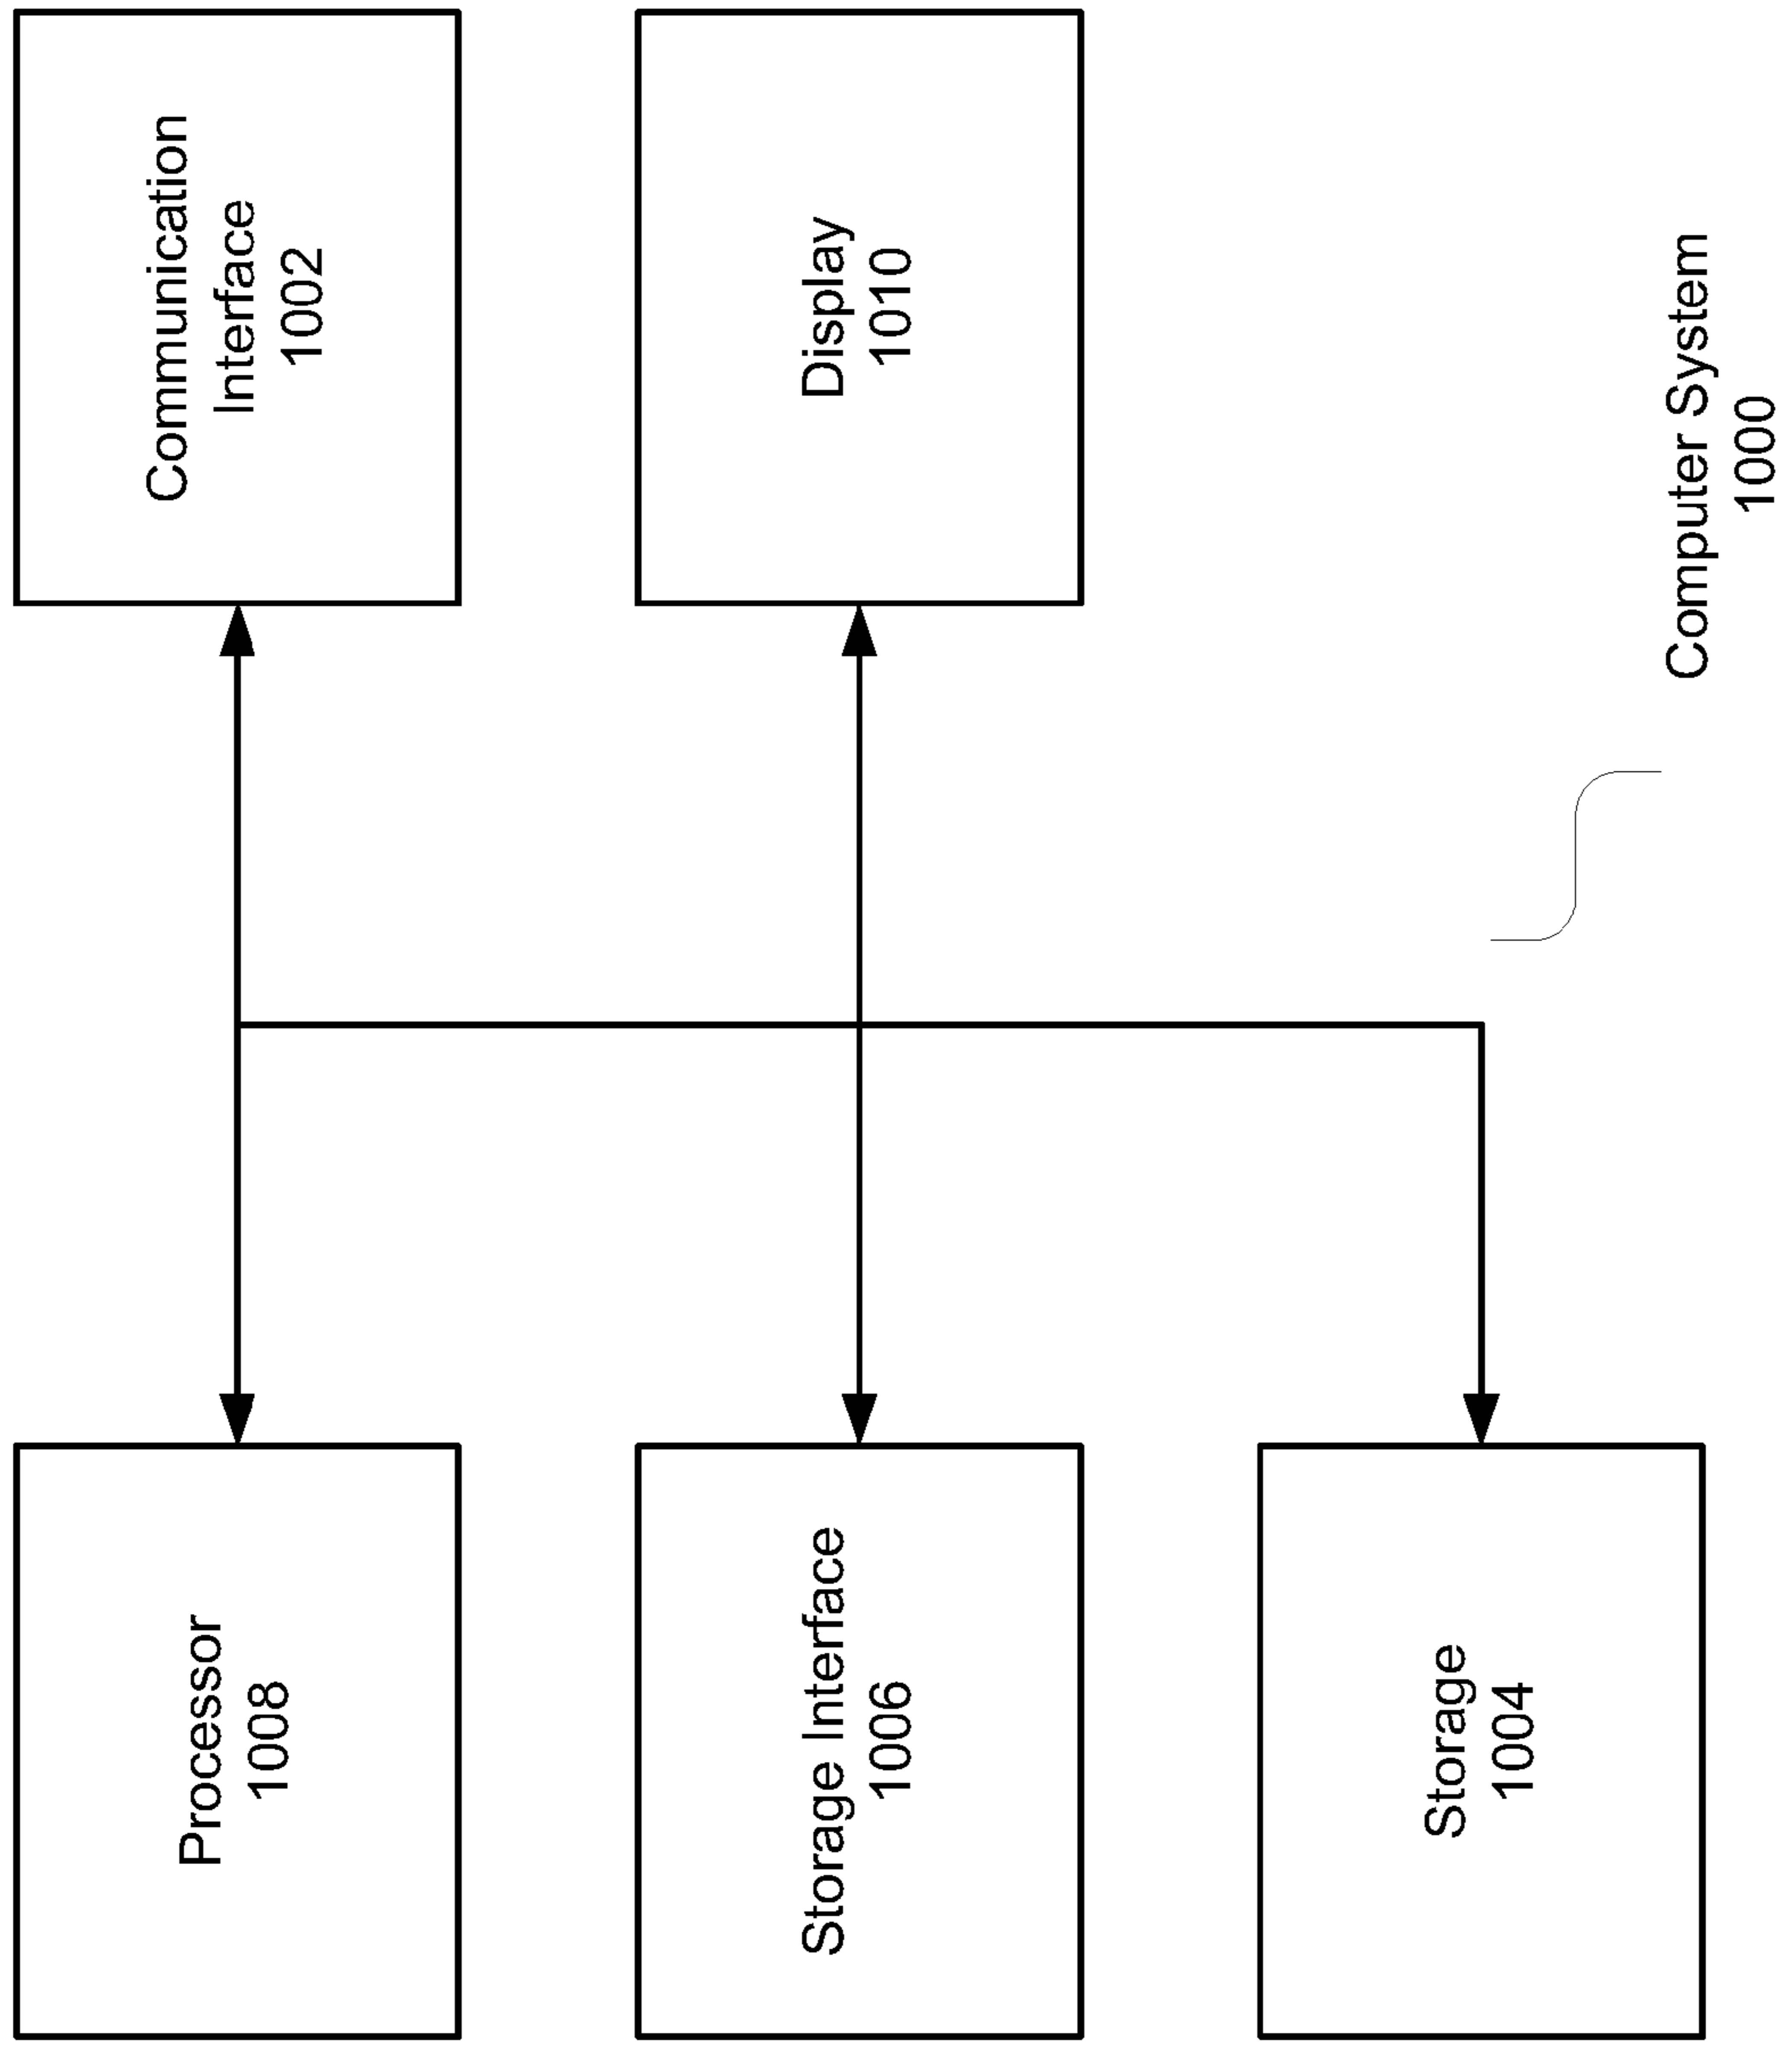 Processor
1008
Communication
Interface
1002
Storage Interface
1006
Display
1010
Storage
1004
Computer System
1000